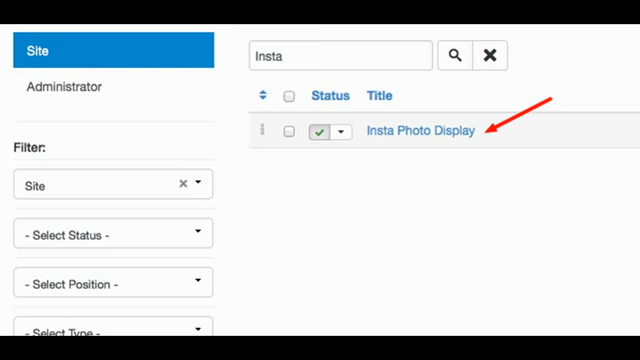 Site
Administrator
Filter:
Site
- Select Status -
- Select Position -
- Select Type -
Insta
Status Title
Insta Photo Display